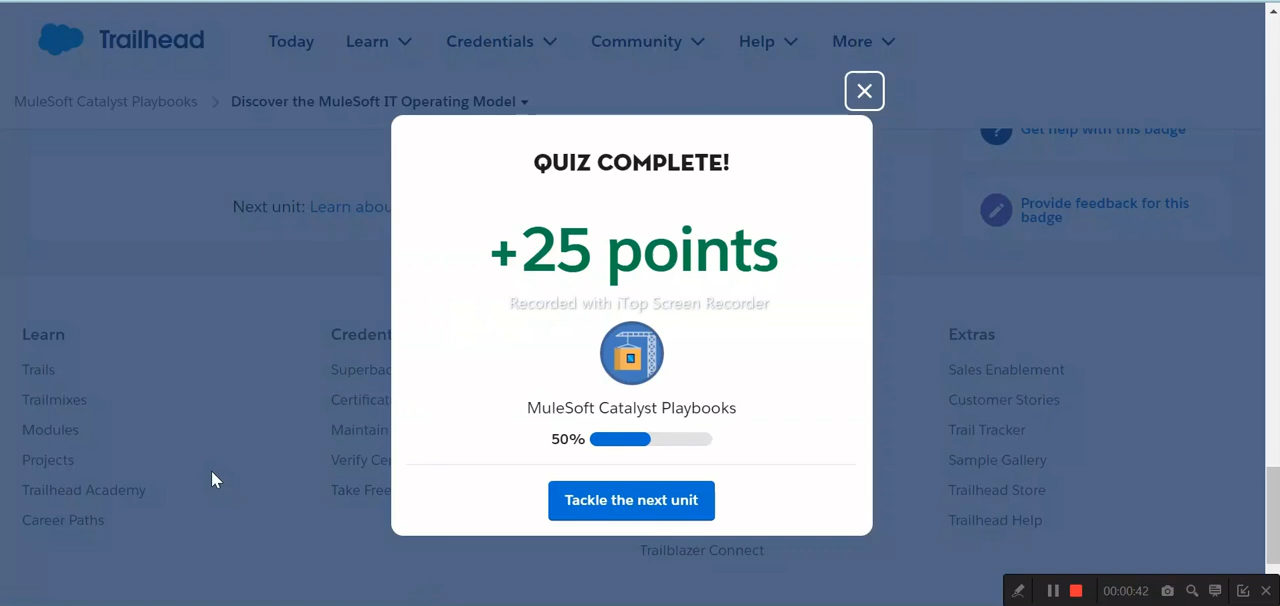 Trailhead
Today
Learn
Credentials
Community
Help
More
MuleSoft Catalyst Playbooks
Discover the MuleSoft IT Operating Model
Get help with this badge
QUIZ COMPLETE!
Next unit: Learn abou
Provide feedback for this
badge
+25 points
Recorded with iTop Screen Recorder
Learn
Trails
Trailmixes
Modules
Projects
Trailhead Academy
Career Paths
Credent
Superbad
Certificat
Maintain
Verify Cer
Take Free
MuleSoft Catalyst Playbooks
50%
Tackle the next unit
Trailblazer Connect
Extras
Sales Enablement
Customer Stories
Trail Tracker
Sample Gallery
Trailhead Store
Trailhead Help
00:00:42